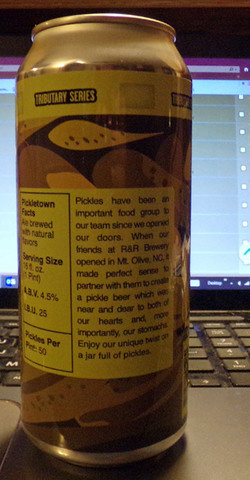 TRIBUTARY SERIES
Pickletown
Facts
Ale brewed
with natural
flavors
Serving Size
16 fl. oz.
(1 Pint)
A.B.V. 4.5%
I.B.U. 25
Pickles Per
Pint: 50
Pickles have been an
important food group to
our team since we opened
our doors. When our
friends at R&R Brewery
opened in Mt. Olive, NC, it
made perfect sense to
partner with them to create
a pickle beer which was
near and dear to both of
our hearts and, more
importantly, our stomachs.
Enjoy our unique twist on
a jar full of pickles.
Desktop